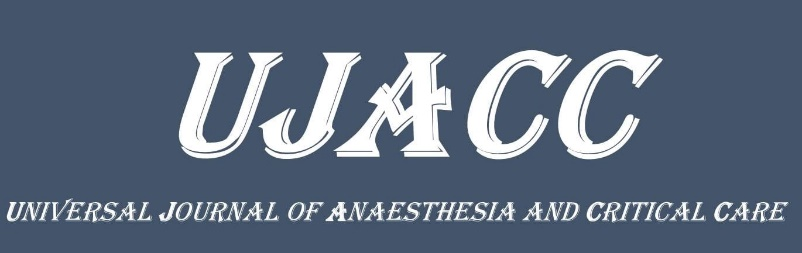 UJACC
Universal Journal of Anaesthesia and Critical Care